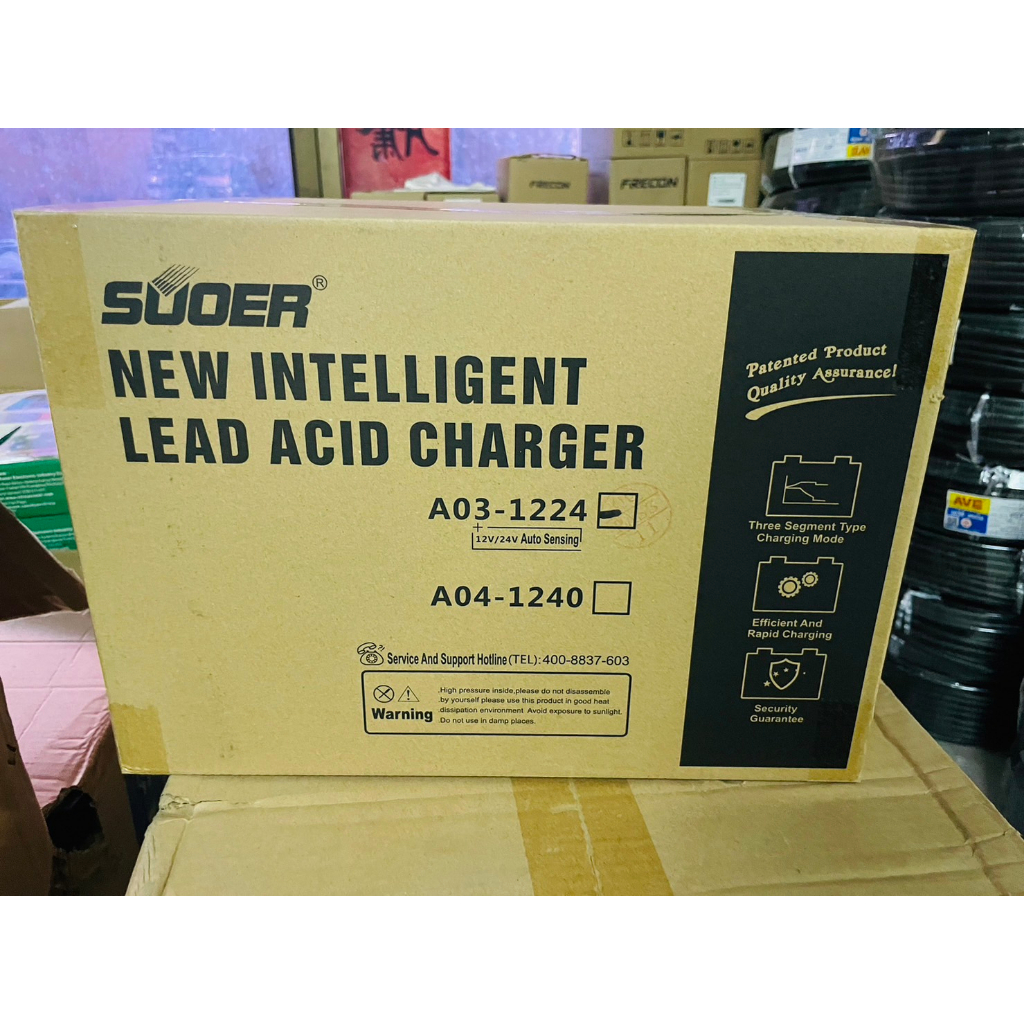 FRECON
FRECON
SUOER®
NEW INTELLIGENT
LEAD ACID CHARGER
A03-1224
12V/24V Auto Sensing
A04-1240
Service And Support Hotline(TEL):400-8837-603
Warning
High pressure inside,please do not disassemble
by yourself please use this product in good heat
dissipation environment Avoid exposure to sunlight.
Do not use in damp places.
Patented Product
Quality Assurance!
Three Segment Type
Charging Mode
Efficient And
Rapid Charging
Security
Guarantee
AVE